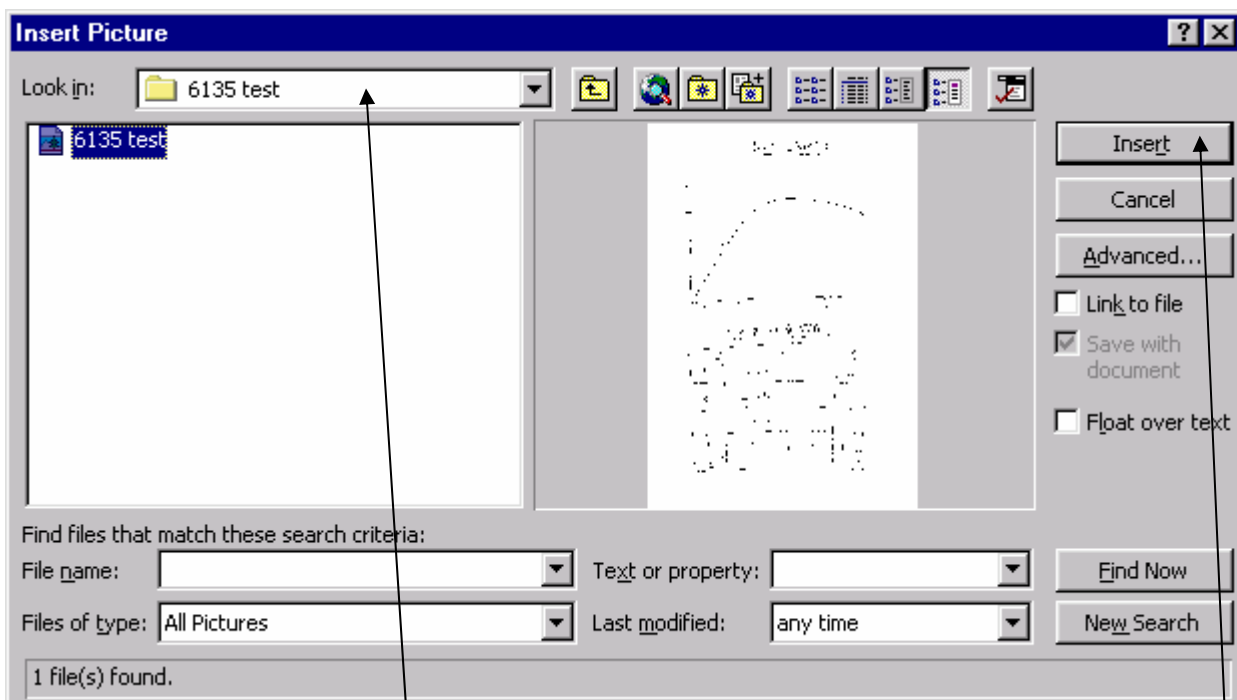 Insert Picture
Look in: 6135 test
6135 test
Insert
Cancel
Advanced...
Link to file
Save with
document
Float over text
Find files that match these search criteria:
File name: Text or property: Find Now
Files of type: All Pictures Last modified: any time New Search
1 file(s) found.